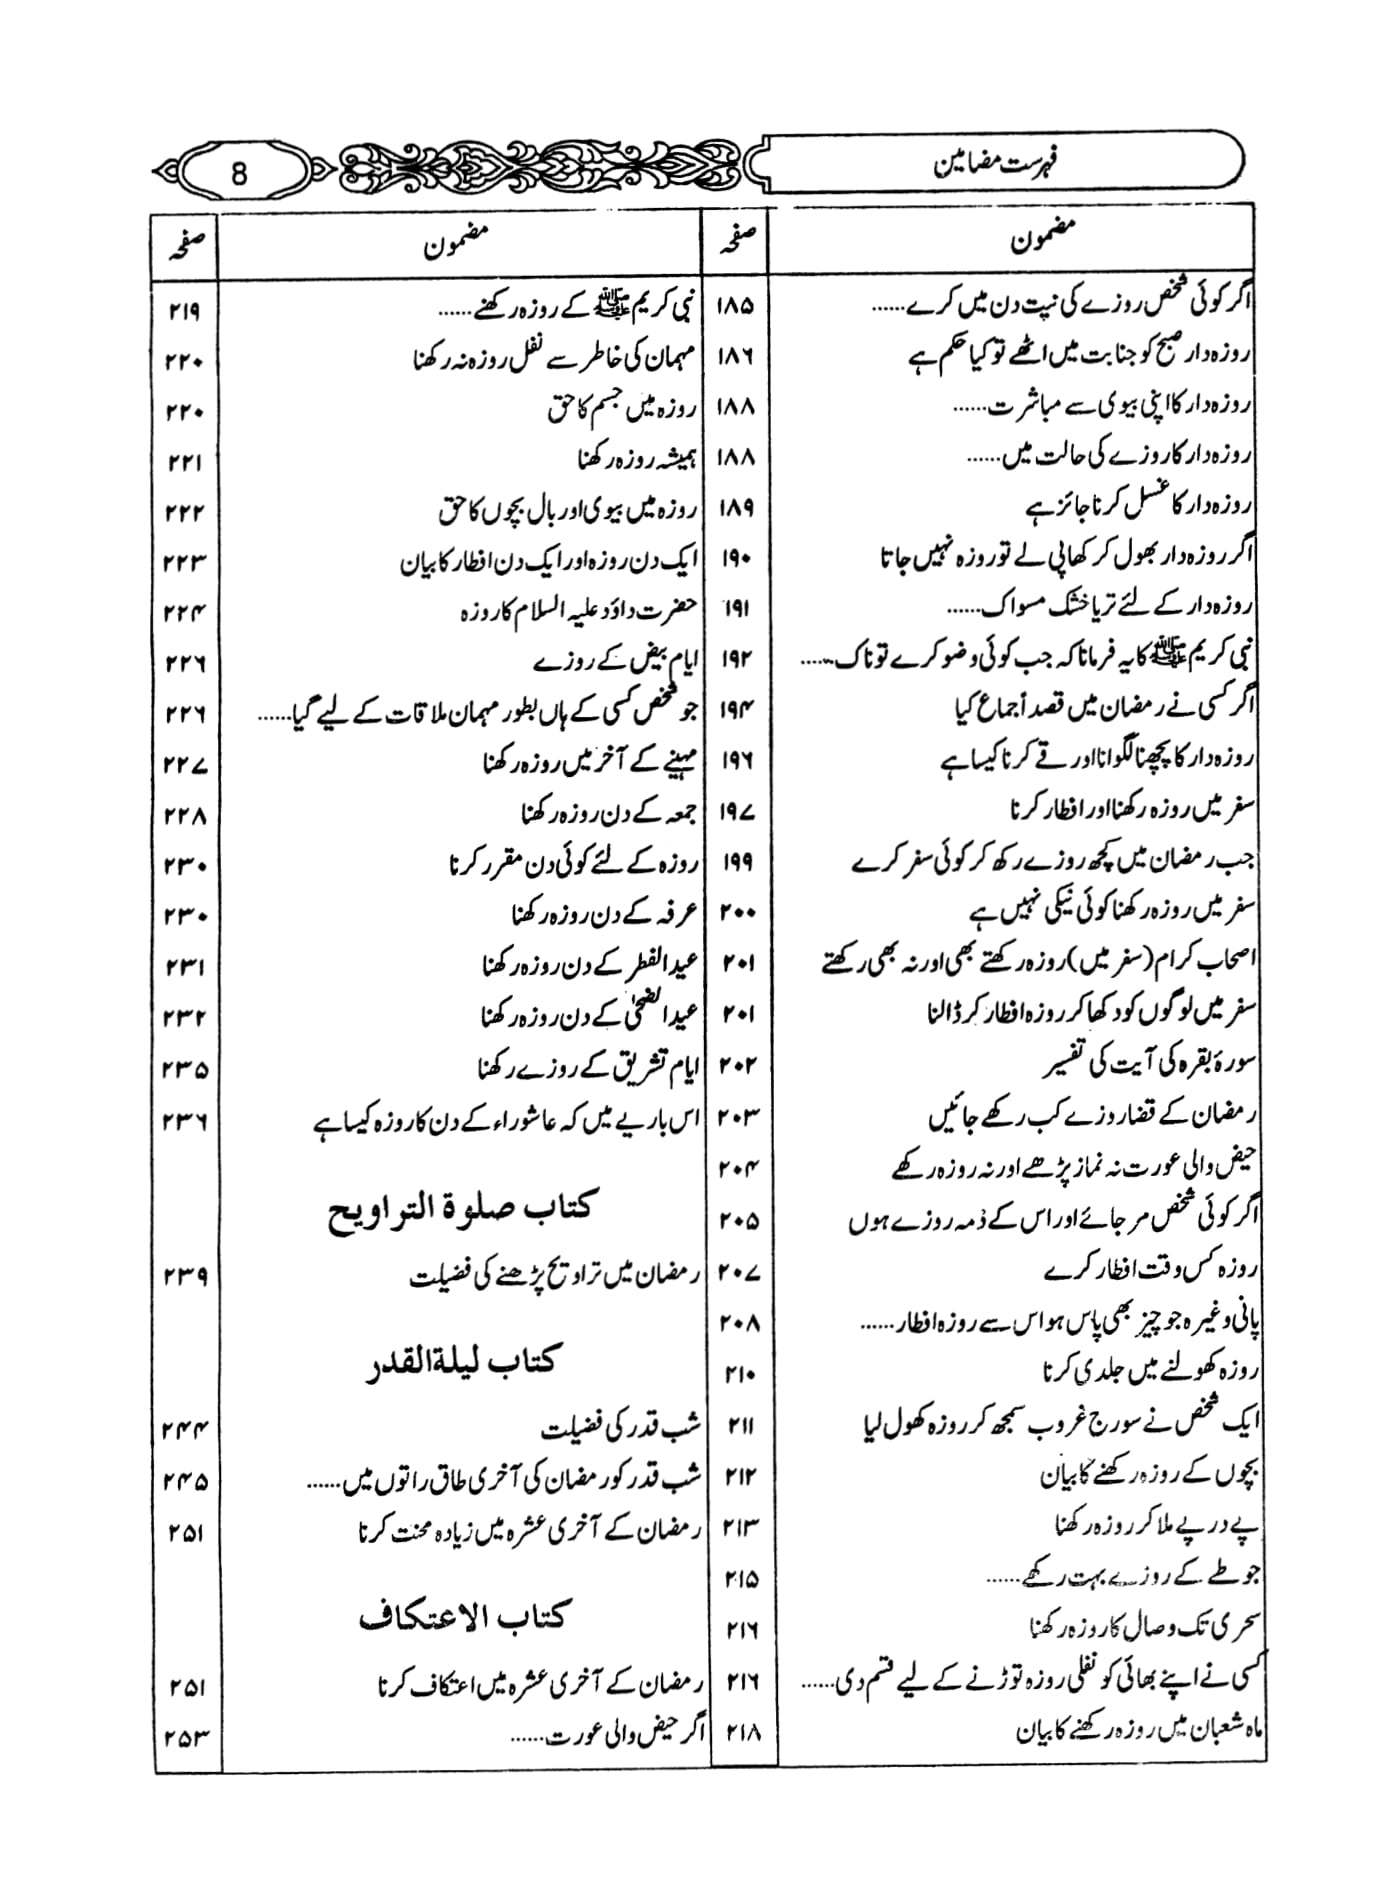 فہرست مضامین
8
مضمون صفحہ
اگر کوئی شخص روزے کی نیت دن میں کرے...... ۱۸۵
روزہ دار صبح کو جنابت میں اٹھے تو کیا حکم ہے ۱۸۶
روزہ دار کا اپنی بیوی سے مباشرت...... ۱۸۸
روزہ دار کا روزے کی حالت میں...... ۱۸۸
روزہ دار کا غسل کرنا جائز ہے ۱۸۹
اگر روزہ دار بھول کر کھا پی لے تو روزہ نہیں جاتا ۱۹۰
روزہ دار کے لئے تر یا خشک مسواک...... ۱۹۱
نبی کریم ﷺ کا یہ فرمانا کہ جب کوئی وضو کرے تو ناک...... ۱۹۲
اگر کسی نے رمضان میں قصداً جماع کیا ۱۹۴
روزہ دار کا پچھنا لگوانا اور قے کرنا کیسا ہے ۱۹۶
سفر میں روزہ رکھنا اور افطار کرنا ۱۹۷
جب رمضان میں کچھ روزے رکھ کر کوئی سفر کرے ۱۹۹
سفر میں روزہ رکھنا کوئی نیکی نہیں ہے ۲۰۰
اصحاب کرام (سفر میں) روزہ رکھتے بھی اور نہ بھی رکھتے ۲۰۱
سفر میں لوگوں کو دکھا کر روزہ افطار کر ڈالنا ۲۰۱
سورۂ بقرہ کی آیت کی تفسیر ۲۰۲
رمضان کے قضا روزے کب رکھے جائیں ۲۰۳
حیض والی عورت نہ نماز پڑھے اور نہ روزہ رکھے ۲۰۴
اگر کوئی شخص مر جائے اور اس کے ذمہ روزے ہوں ۲۰۵
روزہ کس وقت افطار کرے ۲۰۷
پانی وغیرہ جو چیز بھی پاس ہو اس سے روزہ افطار...... ۲۰۸
روزہ کھولنے میں جلدی کرنا ۲۱۰
ایک شخص نے سورج غروب سمجھ کر روزہ کھول لیا ۲۱۱
بچوں کے روزہ رکھنے کا بیان ۲۱۲
پے درپے ملا کر روزہ رکھنا ۲۱۳
جو طے کے روزے بہت رکھے...... ۲۱۵
سحری تک وصال کا روزہ رکھنا ۲۱۶
کسی نے اپنے بھائی کو نفلی روزہ توڑنے کے لیے قسم دی...... ۲۱۶
ماہ شعبان میں روزہ رکھنے کا بیان ۲۱۸
مضمون صفحہ
نبی کریم ﷺ کے روزہ رکھنے...... ۲۱۹
مہمان کی خاطر سے نفل روزہ نہ رکھنا ۲۲۰
روزہ میں جسم کا حق ۲۲۰
ہمیشہ روزہ رکھنا ۲۲۱
روزہ میں بیوی اور بال بچوں کا حق ۲۲۲
ایک دن روزہ اور ایک دن افطار کا بیان ۲۲۳
حضرت داؤد علیہ السلام کا روزہ ۲۲۴
ایام بیض کے روزے ۲۲۶
جو شخص کسی کے ہاں بطور مہمان ملاقات کے لیے گیا...... ۲۲۶
مہینے کے آخر میں روزہ رکھنا ۲۲۷
جمعہ کے دن روزہ رکھنا ۲۲۸
روزہ کے لئے کوئی دن مقرر کرنا ۲۳۰
عرفہ کے دن روزہ رکھنا ۲۳۰
عید الفطر کے دن روزہ رکھنا ۲۳۱
عید الضحٰی کے دن روزہ رکھنا ۲۳۲
ایام تشریق کے روزے رکھنا ۲۳۵
اس باریے میں کہ عاشوراء کے دن کا روزہ کیسا ہے ۲۳۶
کتاب صلوة التراويح
رمضان میں تراویح پڑھنے کی فضیلت ۲۳۹
کتاب ليلة القدر
شب قدر کی فضیلت ۲۴۴
شب قدر کو رمضان کی آخری طاق راتوں میں...... ۲۴۵
رمضان کے آخری عشرہ میں زیادہ محنت کرنا ۲۵۱
کتاب الاعتکاف
رمضان کے آخری عشرہ میں اعتکاف کرنا ۲۵۱
اگر حیض والی عورت...... ۲۵۳